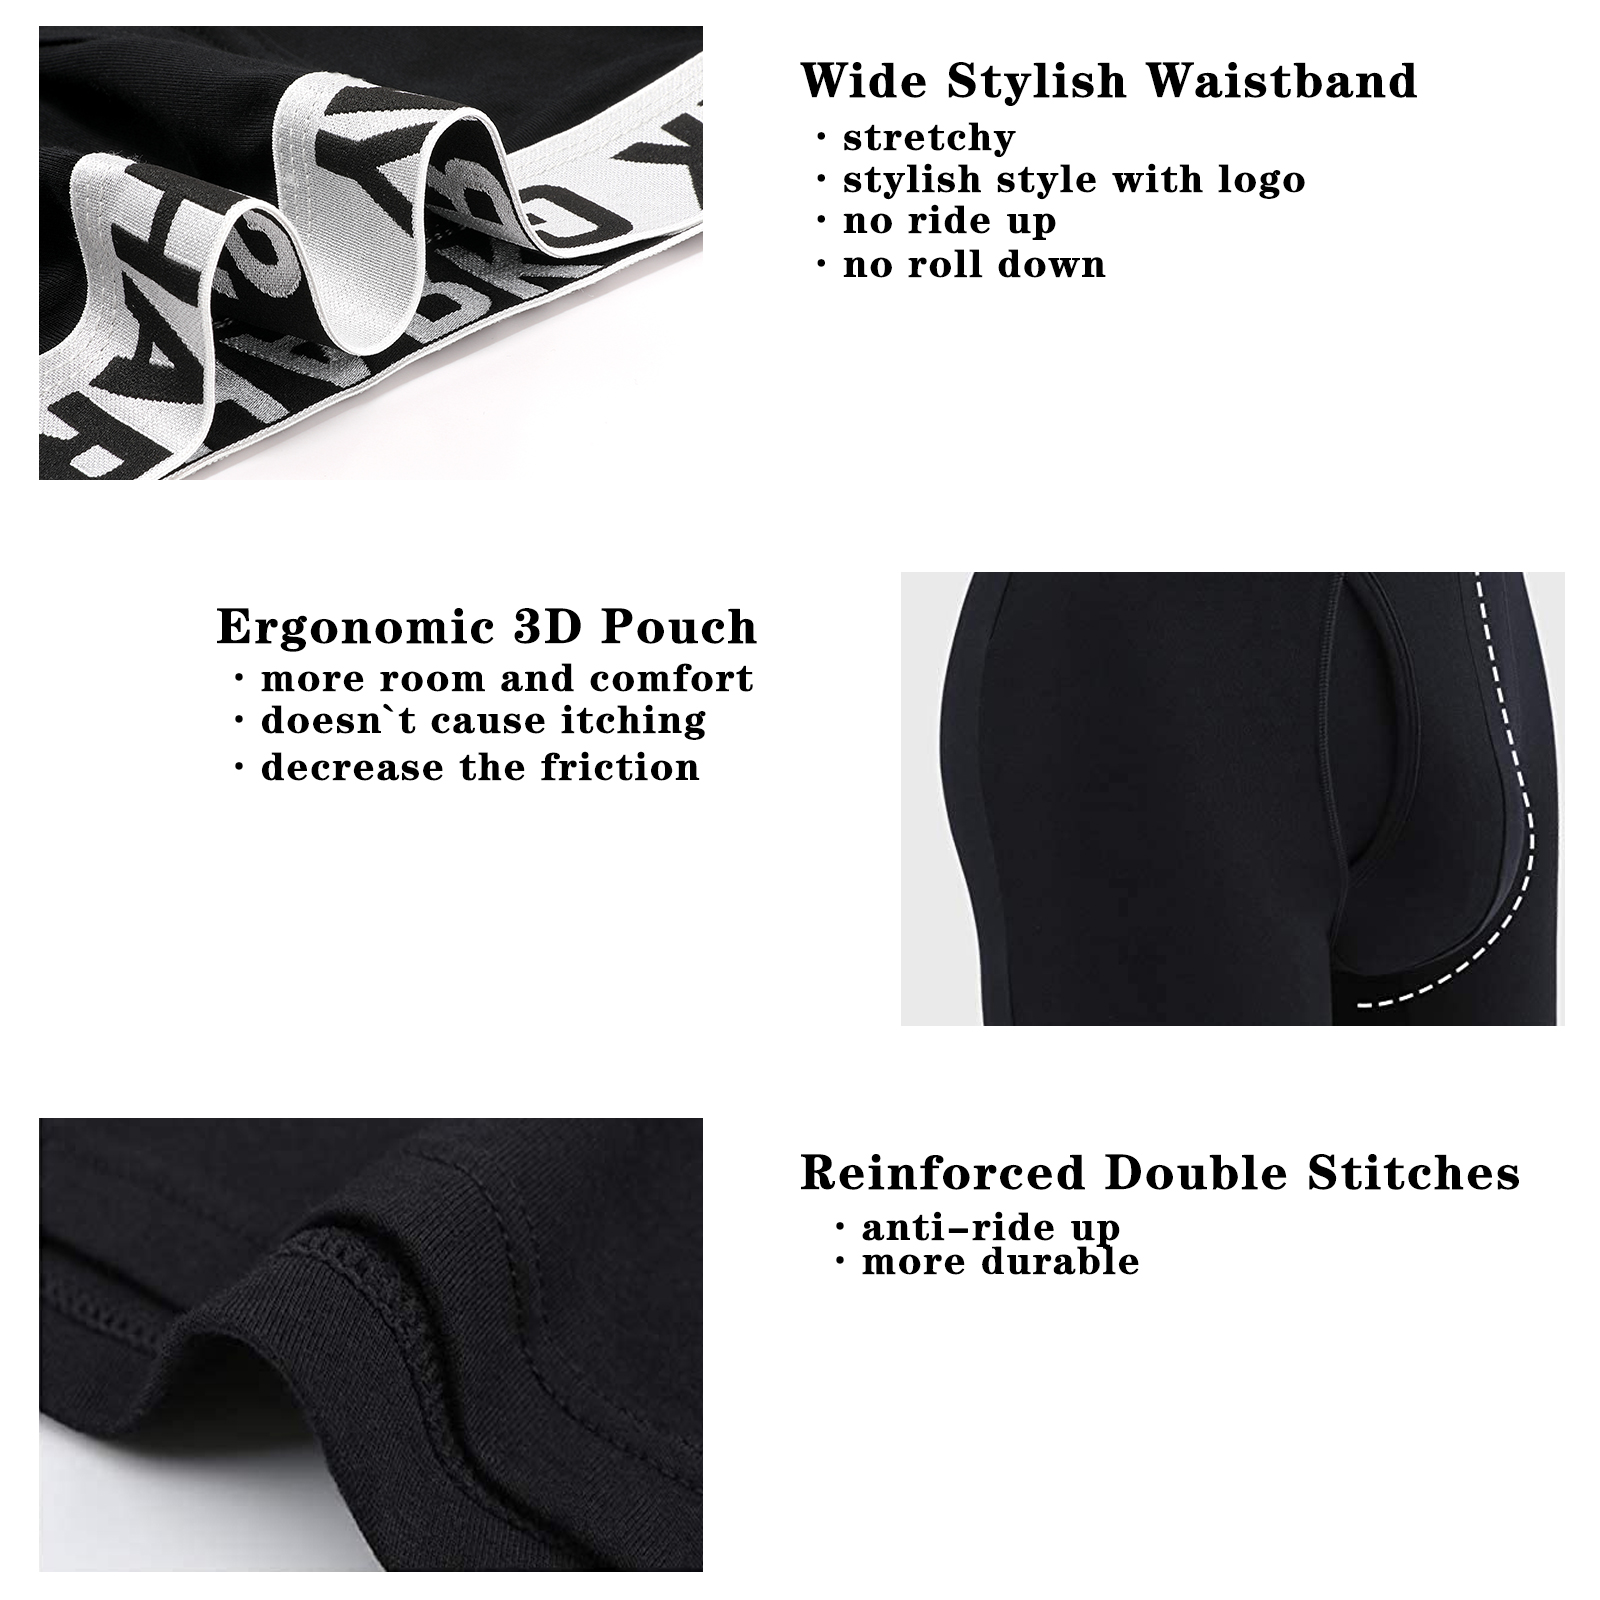 Wide Stylish Waistband
· stretchy
· stylish style with logo
· no ride up
· no roll down
Ergonomic 3D Pouch
· more room and comfort
· doesn`t cause itching
· decrease the friction
Reinforced Double Stitches
· anti-ride up
· more durable